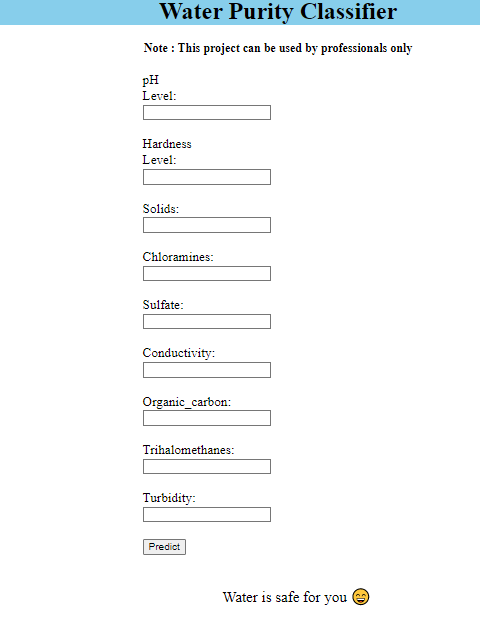 Water Purity Classifier
Note : This project can be used by professionals only
pH
Level:
Hardness
Level:
Solids:
Chloramines:
Sulfate:
Conductivity:
Organic_carbon:
Trihalomethanes:
Turbidity:
Predict
Water is safe for you 😄